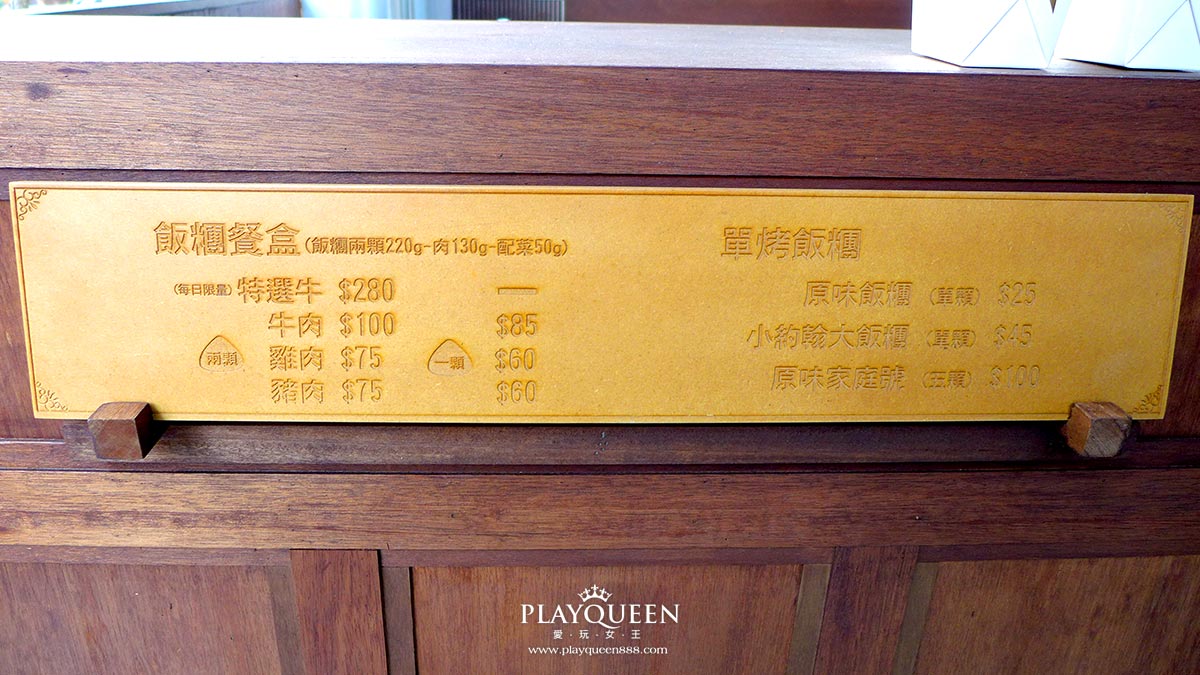 飯糰餐盒(飯糰兩顆220g-肉130g-配菜50g)
(每日限量)特選牛 $280 —
牛肉 $100 $85
兩顆 雞肉 $75 一顆 $60
豬肉 $75 $60
單烤飯糰
原味飯糰 (單顆) $25
小約翰大飯糰 (單顆) $45
原味家庭號 (五顆) $100
PLAYQUEEN
愛·玩·女·王
www.playqueen888.com